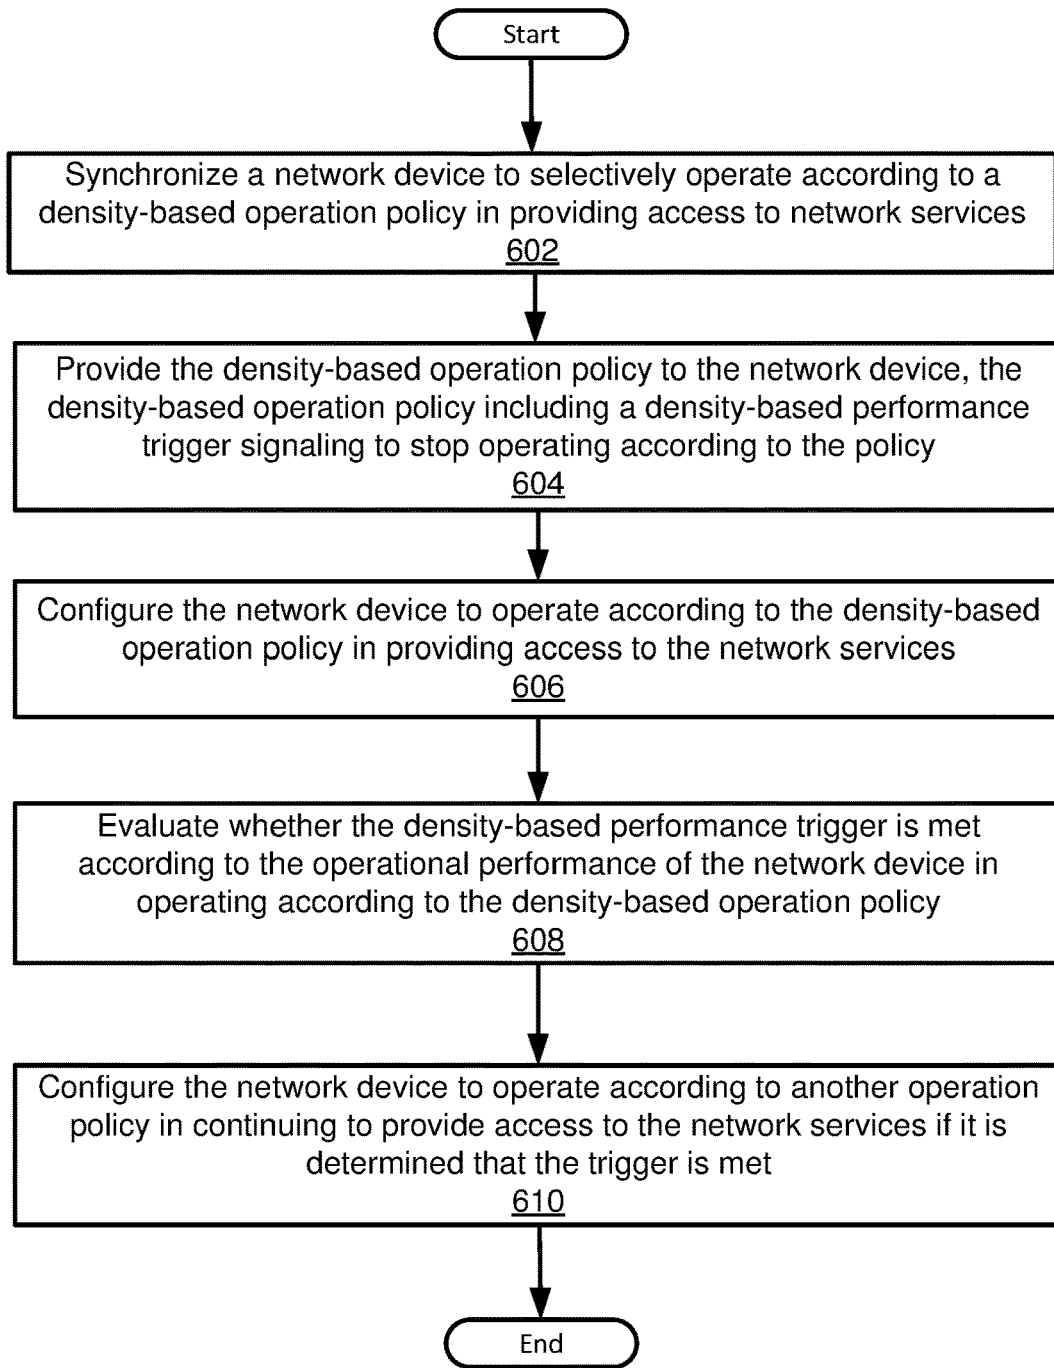 Start
Synchronize a network device to selectively operate according to a
density-based operation policy in providing access to network services
602
Provide the density-based operation policy to the network device, the
density-based operation policy including a density-based performance
trigger signaling to stop operating according to the policy
604
Configure the network device to operate according to the density-based
operation policy in providing access to the network services
606
Evaluate whether the density-based performance trigger is met
according to the operational performance of the network device in
operating according to the density-based operation policy
608
Configure the network device to operate according to another operation
policy in continuing to provide access to the network services if it is
determined that the trigger is met
610
End